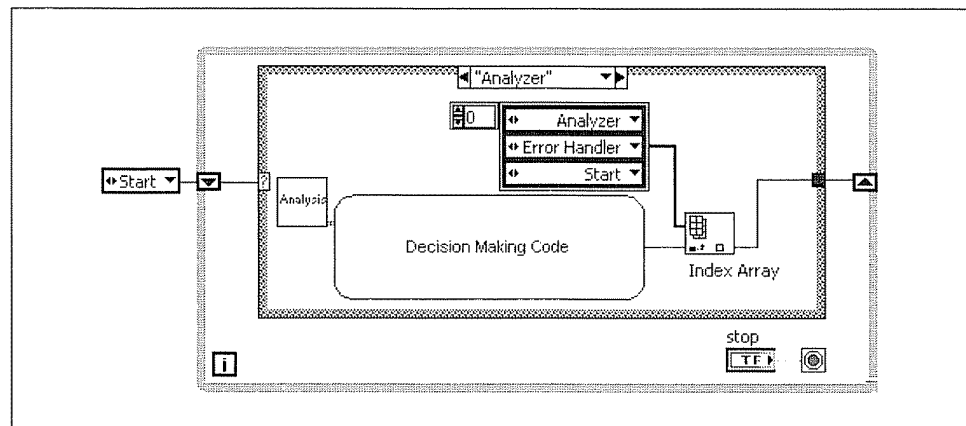 "Analyzer"
0
Analyzer
Error Handler
Start
Start
?
Analysis
Decision Making Code
Index Array
stop
TF
i